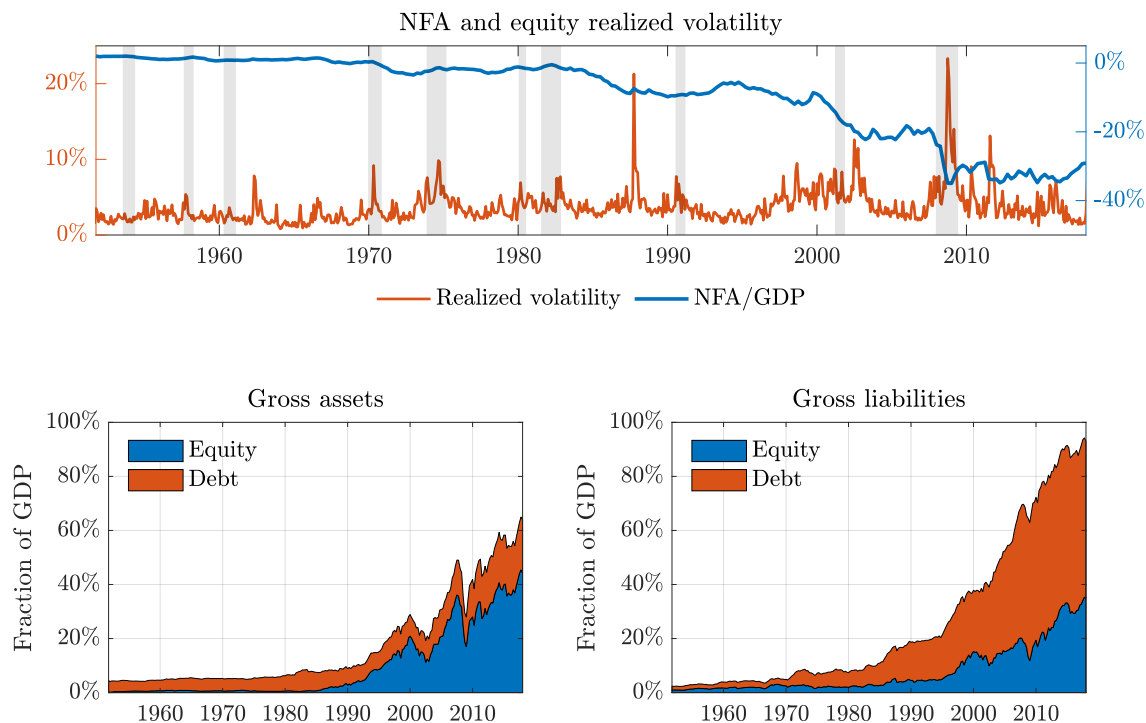 NFA and equity realized volatility
20%
10%
0%
0%
-20%
-40%
1960 1970 1980 1990 2000 2010
Realized volatility NFA/GDP
Gross assets
Fraction of GDP
100%
80%
60%
40%
20%
0%
Equity
Debt
1960 1970 1980 1990 2000 2010
Gross liabilities
Fraction of GDP
100%
80%
60%
40%
20%
0%
Equity
Debt
1960 1970 1980 1990 2000 2010